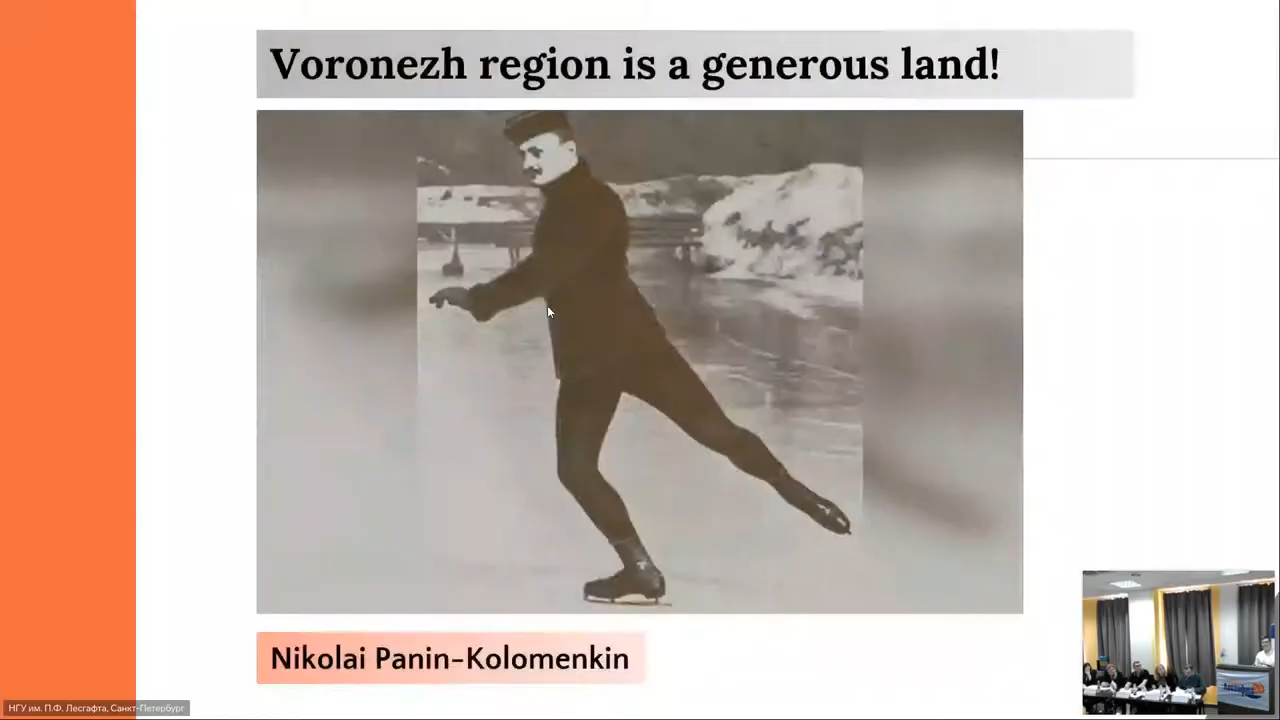 Voronezh region is a generous land!
Nikolai Panin-Kolomenkin
НГУ им. П.Ф. Лесгафта, Санкт-Петербург